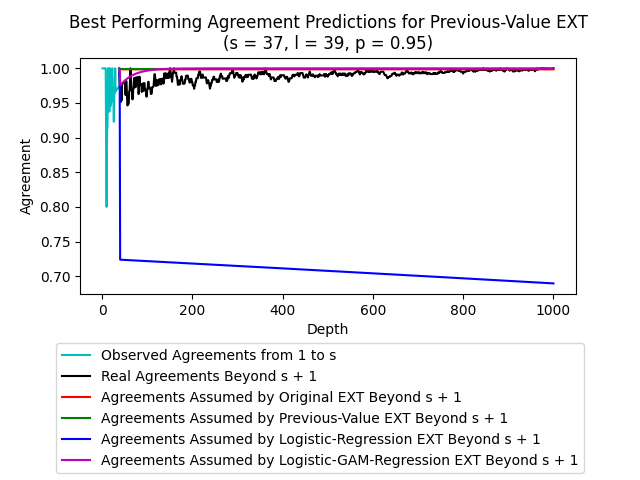 Best Performing Agreement Predictions for Previous-Value EXT
(s = 37, l = 39, p = 0.95)
1.00
0.95
0.90
0.85
0.80
0.75
0.70
Agreement
0
200
400
600
800
1000
Depth
Observed Agreements from 1 to s
Real Agreements Beyond s + 1
Agreements Assumed by Original EXT Beyond s + 1
Agreements Assumed by Previous-Value EXT Beyond s + 1
Agreements Assumed by Logistic-Regression EXT Beyond s + 1
Agreements Assumed by Logistic-GAM-Regression EXT Beyond s + 1